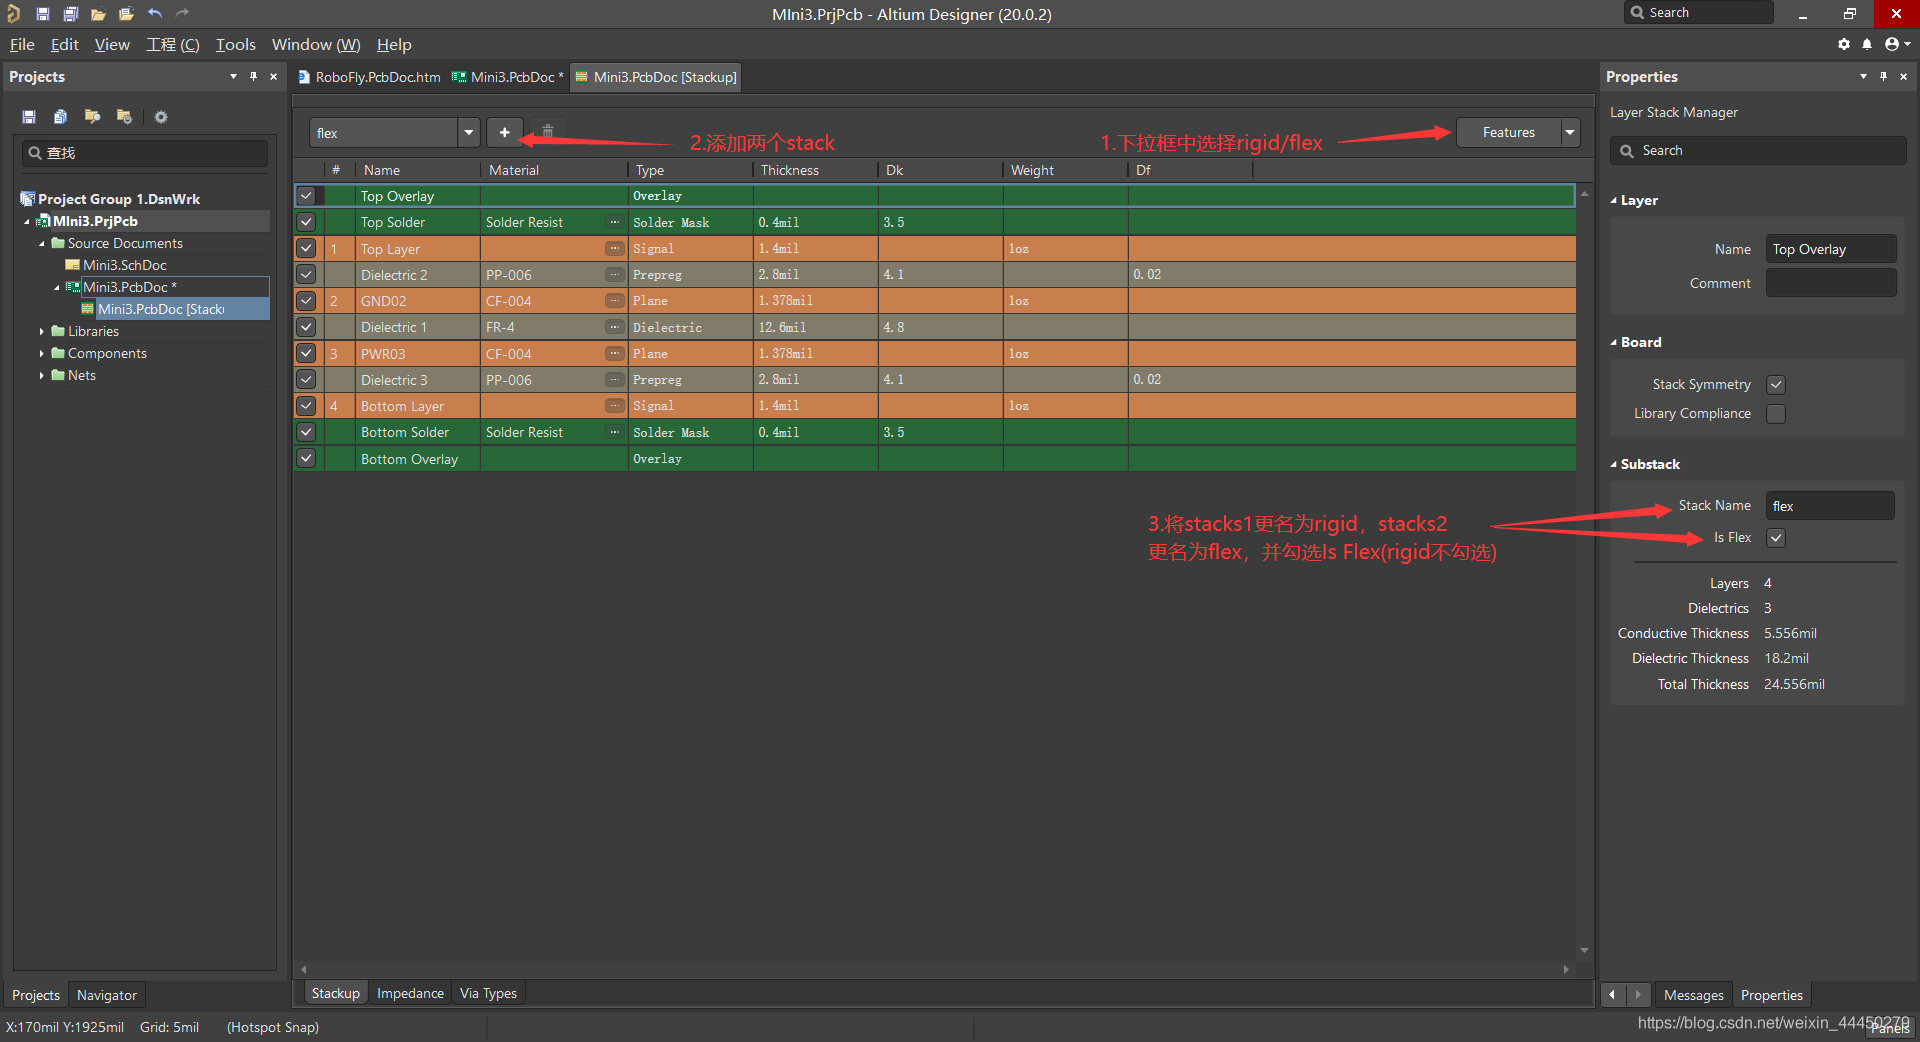 MIni3.PrjPcb - Altium Designer (20.0.2)
Search
File Edit View 工程 (C) Tools Window (W) Help
Projects
RoboFly.PcbDoc.htm
Mini3.PcbDoc *
Mini3.PcbDoc [Stackup]
Properties
查找
Project Group 1.DsnWrk
MIni3.PrjPcb
Source Documents
Mini3.SchDoc
Mini3.PcbDoc *
Mini3.PcbDoc [Stack
Libraries
Components
Nets
flex
+
2.添加两个stack
1.下拉框中选择rigid/flex
Features
# Name Material Type Thickness Dk Weight Df
Top Overlay Overlay
Top Solder Solder Resist ... Solder Mask 0.4mil 3.5
1 Top Layer ... Signal 1.4mil 1oz
Dielectric 2 PP-006 ... Prepreg 2.8mil 4.1 0.02
2 GND02 CF-004 ... Plane 1.378mil 1oz
Dielectric 1 FR-4 ... Dielectric 12.6mil 4.8
3 PWR03 CF-004 ... Plane 1.378mil 1oz
Dielectric 3 PP-006 ... Prepreg 2.8mil 4.1 0.02
4 Bottom Layer ... Signal 1.4mil 1oz
Bottom Solder Solder Resist ... Solder Mask 0.4mil 3.5
Bottom Overlay Overlay
3.将stacks1更名为rigid，stacks2
更名为flex，并勾选Is Flex(rigid不勾选)
Layer Stack Manager
Search
Layer
Name Top Overlay
Comment
Board
Stack Symmetry
Library Compliance
Substack
Stack Name flex
Is Flex
Layers 4
Dielectrics 3
Conductive Thickness 5.556mil
Dielectric Thickness 18.2mil
Total Thickness 24.556mil
Projects Navigator
Stackup Impedance Via Types
Messages Properties
X:170mil Y:1925mil Grid: 5mil (Hotspot Snap)
https://blog.csdn.net/weixin_44450279
Panels